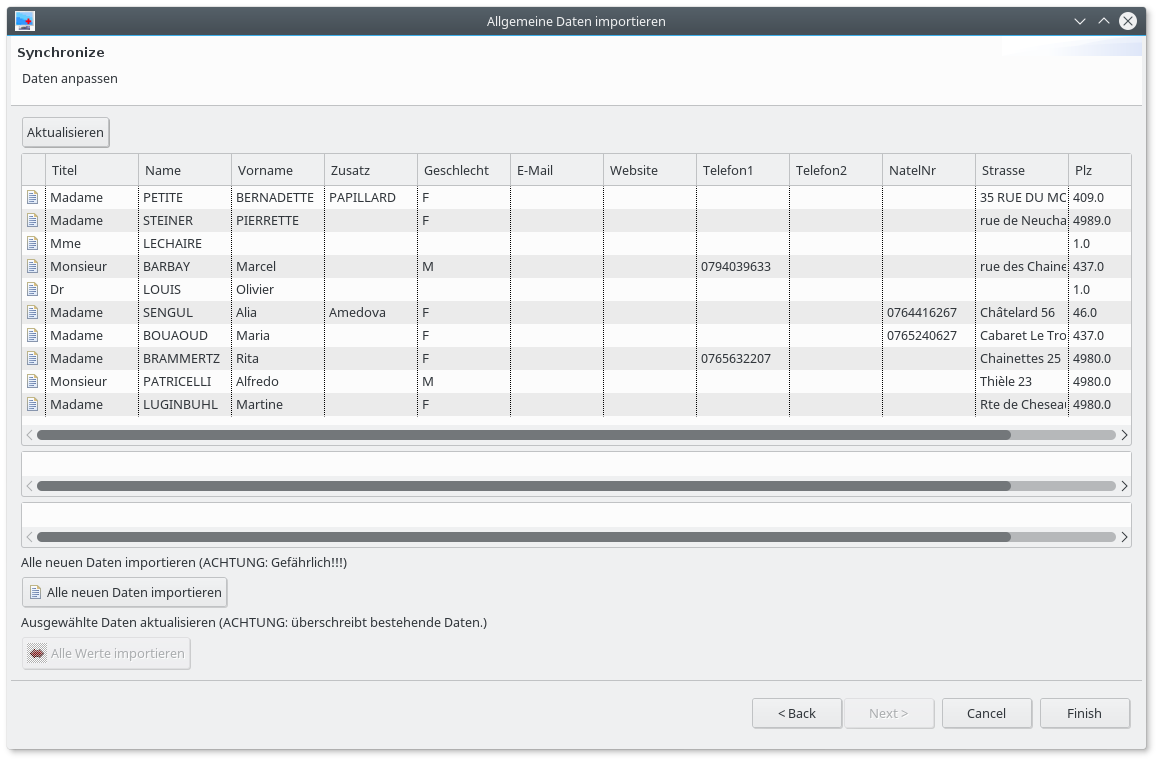 Allgemeine Daten importieren
Synchronize
Daten anpassen
Aktualisieren
Titel Name Vorname Zusatz Geschlecht E-Mail Website Telefon1 Telefon2 NatelNr Strasse Plz
Madame PETITE BERNADETTE PAPILLARD F 35 RUE DU MC 409.0
Madame STEINER PIERRETTE F rue de Neucha 4989.0
Mme LECHAIRE 1.0
Monsieur BARBAY Marcel M 0794039633 rue des Chaine 437.0
Dr LOUIS Olivier 1.0
Madame SENGUL Alia Amedova F 0764416267 Châtelard 56 46.0
Madame BOUAOUD Maria F 0765240627 Cabaret Le Tro 437.0
Madame BRAMMERTZ Rita F 0765632207 Chainettes 25 4980.0
Monsieur PATRICELLI Alfredo M Thièle 23 4980.0
Madame LUGINBUHL Martine F Rte de Chesea 4980.0
Alle neuen Daten importieren (ACHTUNG: Gefährlich!!!)
Alle neuen Daten importieren
Ausgewählte Daten aktualisieren (ACHTUNG: überschreibt bestehende Daten.)
Alle Werte importieren
< Back Next > Cancel Finish